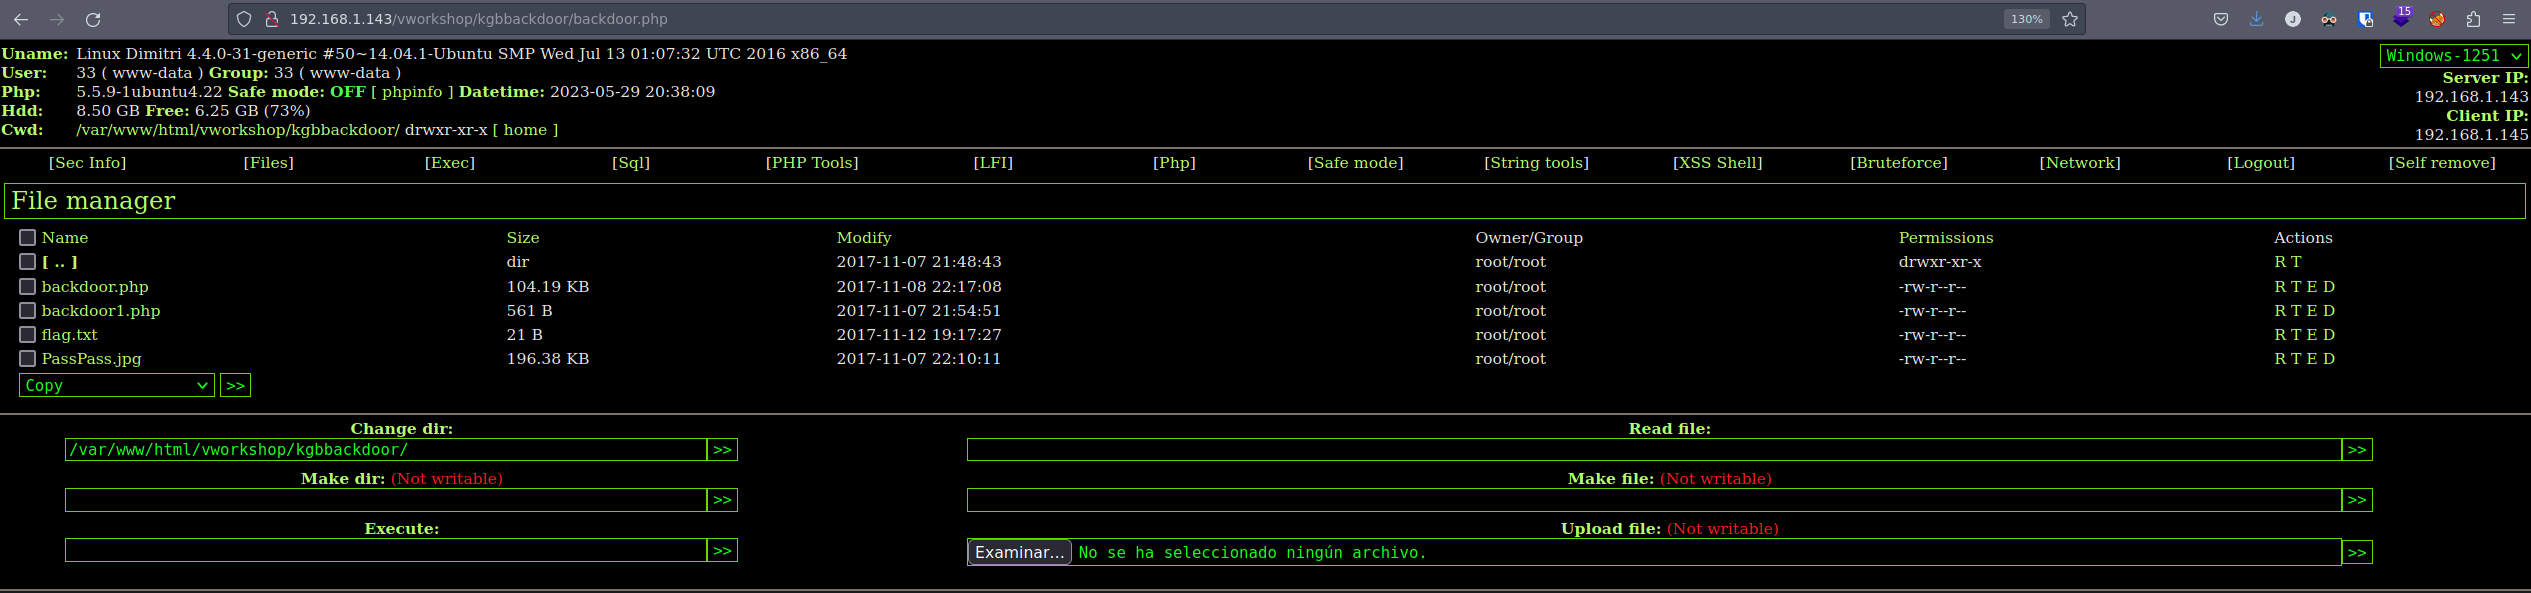 192.168.1.143/vworkshop/kgbbackdoor/backdoor.php 130% J 15
Uname: Linux Dimitri 4.4.0-31-generic #50~14.04.1-Ubuntu SMP Wed Jul 13 01:07:32 UTC 2016 x86_64 Windows-1251
User: 33 ( www-data ) Group: 33 ( www-data ) Server IP:
Php: 5.5.9-1ubuntu4.22 Safe mode: OFF [ phpinfo ] Datetime: 2023-05-29 20:38:09 192.168.1.143
Hdd: 8.50 GB Free: 6.25 GB (73%) Client IP:
Cwd: /var/www/html/vworkshop/kgbbackdoor/ drwxr-xr-x [ home ] 192.168.1.145
[Sec Info] [Files] [Exec] [Sql] [PHP Tools] [LFI] [Php] [Safe mode] [String tools] [XSS Shell] [Bruteforce] [Network] [Logout] [Self remove]
File manager
Name Size Modify Owner/Group Permissions Actions
[ .. ] dir 2017-11-07 21:48:43 root/root drwxr-xr-x R T
backdoor.php 104.19 KB 2017-11-08 22:17:08 root/root -rw-r--r-- R T E D
backdoor1.php 561 B 2017-11-07 21:54:51 root/root -rw-r--r-- R T E D
flag.txt 21 B 2017-11-12 19:17:27 root/root -rw-r--r-- R T E D
PassPass.jpg 196.38 KB 2017-11-07 22:10:11 root/root -rw-r--r-- R T E D
Copy >>
Change dir: Read file:
/var/www/html/vworkshop/kgbbackdoor/ >> >>
Make dir: (Not writable) Make file: (Not writable)
>> >>
Execute: Upload file: (Not writable)
>> Examinar... No se ha seleccionado ningún archivo. >>